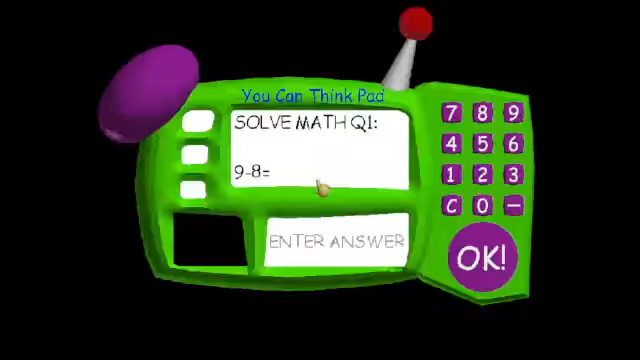 You Can Think Pad
SOLVE MATH Q1:
9-8=
ENTER ANSWER
7 8 9
4 5 6
1 2 3
C 0 −
OK!